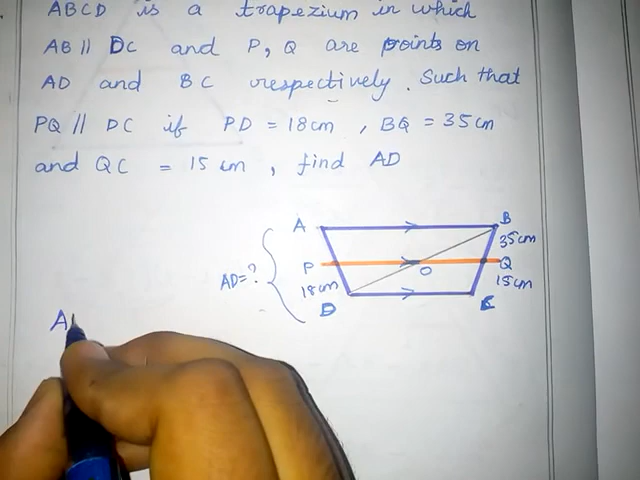 ABCD is a trapezium in which
AB || DC and P, Q are points on
AD and BC respectively. Such that
PQ || DC if PD = 18cm, BQ = 35cm
and QC = 15 cm, find AD
A B
35cm
P O Q
AD=?
18cm 15cm
D C
A